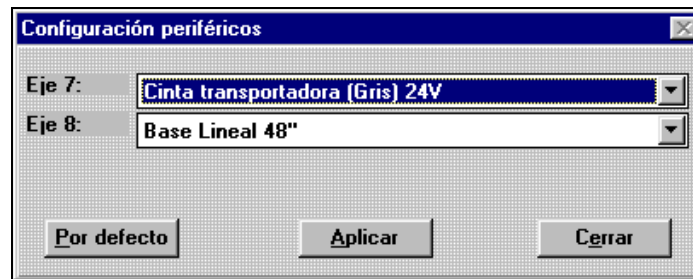 Configuración periféricos
Eje 7: Cinta transportadora (Gris) 24V
Eje 8: Base Lineal 48"
Por defecto Aplicar Cerrar